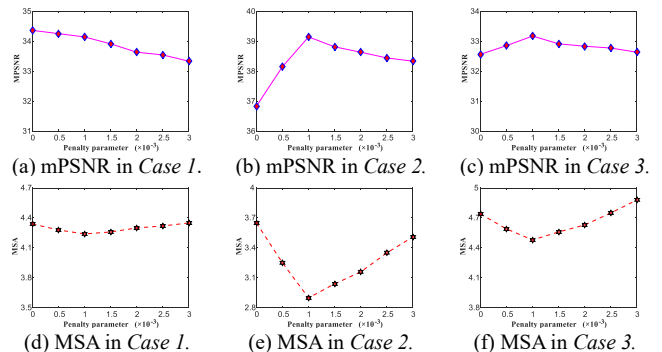 35
34
33
32
31
MPSNR
0 0.5 1 1.5 2 2.5 3
Penalty parameter (×10⁻³)
(a) mPSNR in Case 1.
40
39
38
37
36
MPSNR
0 0.5 1 1.5 2 2.5 3
Penalty parameter (×10⁻³)
(b) mPSNR in Case 2.
35
34
33
31
30
MPSNR
0 0.5 1 1.5 2 2.5 3
Penalty parameter (×10⁻³)
(c) mPSNR in Case 3.
4.7
4.4
4.1
3.8
MSA
0 0.5 1 1.5 2 2.5 3
Penalty parameter (×10⁻³)
(d) MSA in Case 1.
4
3.7
3.4
3.1
2.8
MSA
0 0.5 1 1.5 2 2.5 3
Penalty parameter (×10⁻³)
(e) MSA in Case 2.
5
4.7
4.4
4.1
3.8
MSA
0 0.5 1 1.5 2 2.5 3
Penalty parameter (×10⁻³)
(f) MSA in Case 3.